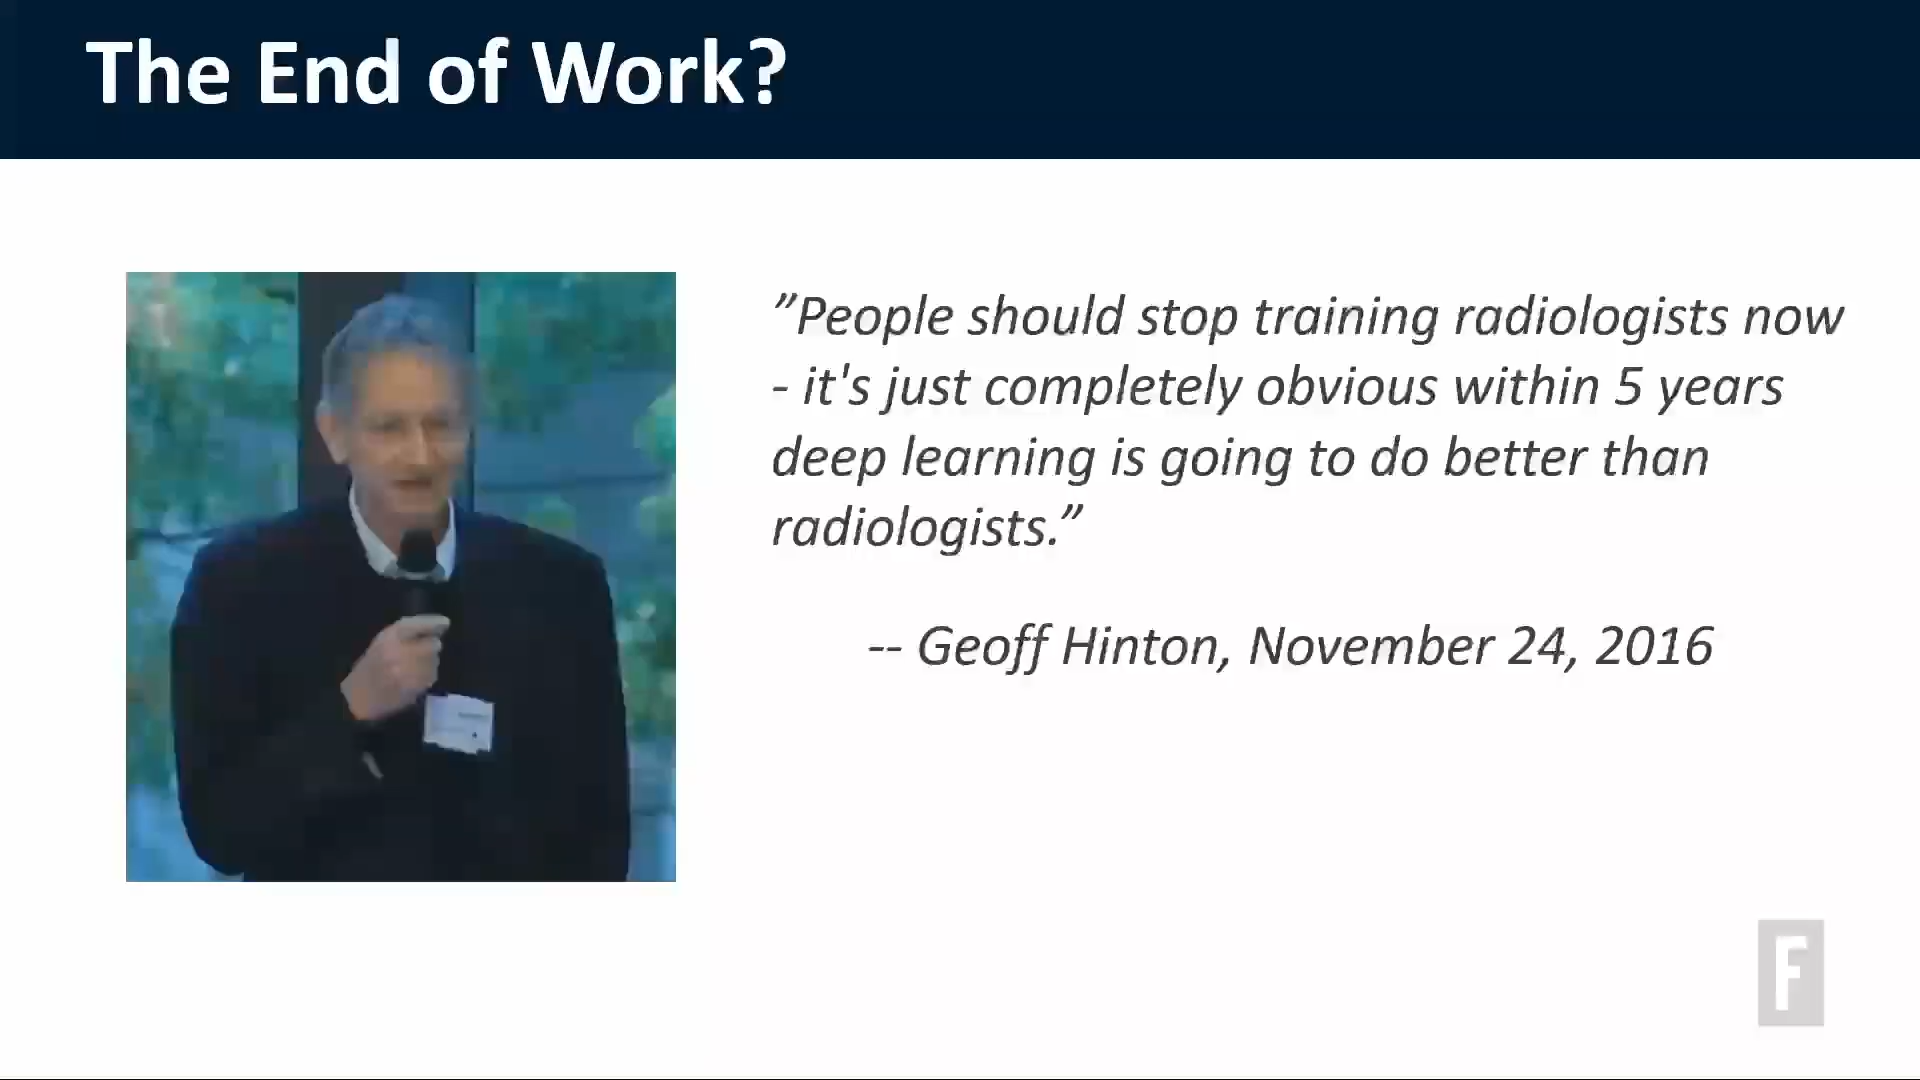 The End of Work?
”People should stop training radiologists now
- it's just completely obvious within 5 years
deep learning is going to do better than
radiologists.”
-- Geoff Hinton, November 24, 2016
F